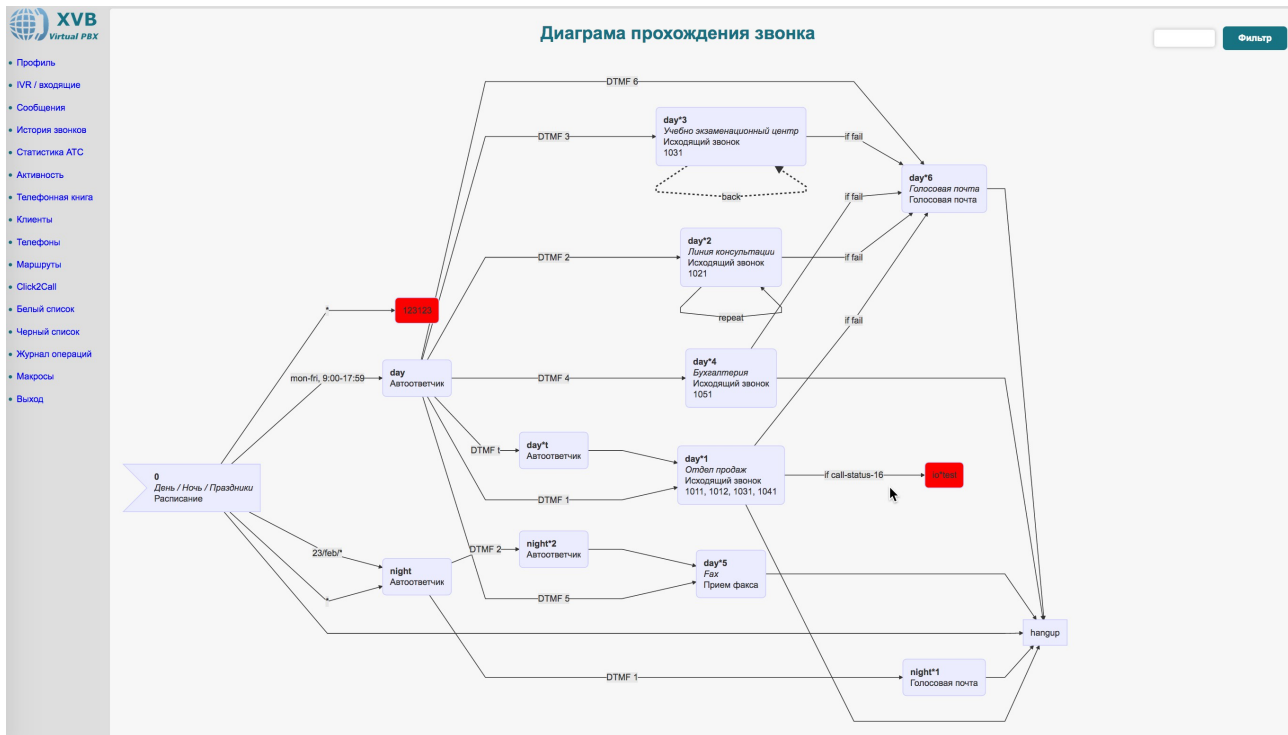 XVB
Virtual PBX
Диаграма прохождения звонка
Фильтр
Профиль
IVR / входящие
Сообщения
История звонков
Статистика АТС
Активность
Телефонная книга
Клиенты
Телефоны
Маршруты
Click2Call
Белый список
Черный список
Журнал операций
Макросы
Выход
DTMF 6
day*3
Учебно экзаменационный центр
Исходящий звонок
1031
DTMF 3
if fail
back
day*6
Голосовая почта
Голосовая почта
if fail
day*2
Линия консультации
Исходящий звонок
1021
DTMF 2
if fail
repeat
if fail
*
123123
mon-fri, 9:00-17:59
day
Автоответчик
DTMF 4
day*4
Бухгалтерия
Исходящий звонок
1051
DTMF t
day*t
Автоответчик
day*1
Отдел продаж
Исходящий звонок
1011, 1012, 1031, 1041
if call-status-16
DTMF 1
0
День / Ночь / Праздники
Расписание
23/feb/*
*
night
Автоответчик
DTMF 2
night*2
Автоответчик
day*5
Fax
Прием факса
DTMF 5
hangup
DTMF 1
night*1
Голосовая почта